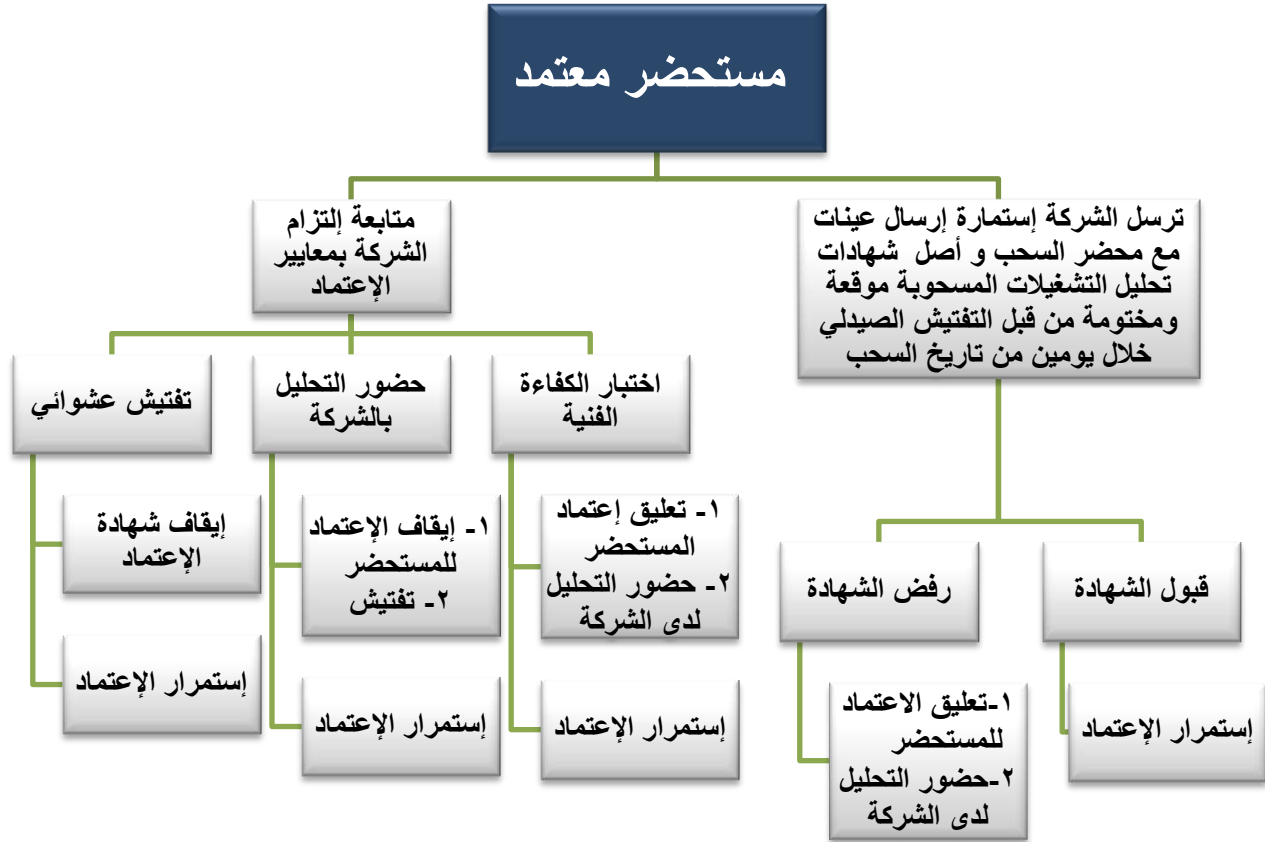 مستحضر معتمد
ترسل الشركة إستمارة إرسال عينات
مع محضر السحب و أصل شهادات
تحليل التشغيلات المسحوبة موقعة
ومختومة من قبل التفتيش الصيدلي
خلال يومين من تاريخ السحب
قبول الشهادة
إستمرار الإعتماد
رفض الشهادة
١-تعليق الاعتماد
للمستحضر
٢-حضور التحليل
لدى الشركة
متابعة إلتزام
الشركة بمعايير
الإعتماد
اختبار الكفاءة
الفنية
١- تعليق إعتماد
المستحضر
٢- حضور التحليل
لدى الشركة
إستمرار الإعتماد
حضور التحليل
بالشركة
١- إيقاف الإعتماد
للمستحضر
٢- تفتيش
إستمرار الإعتماد
تفتيش عشوائي
إيقاف شهادة
الإعتماد
إستمرار الإعتماد